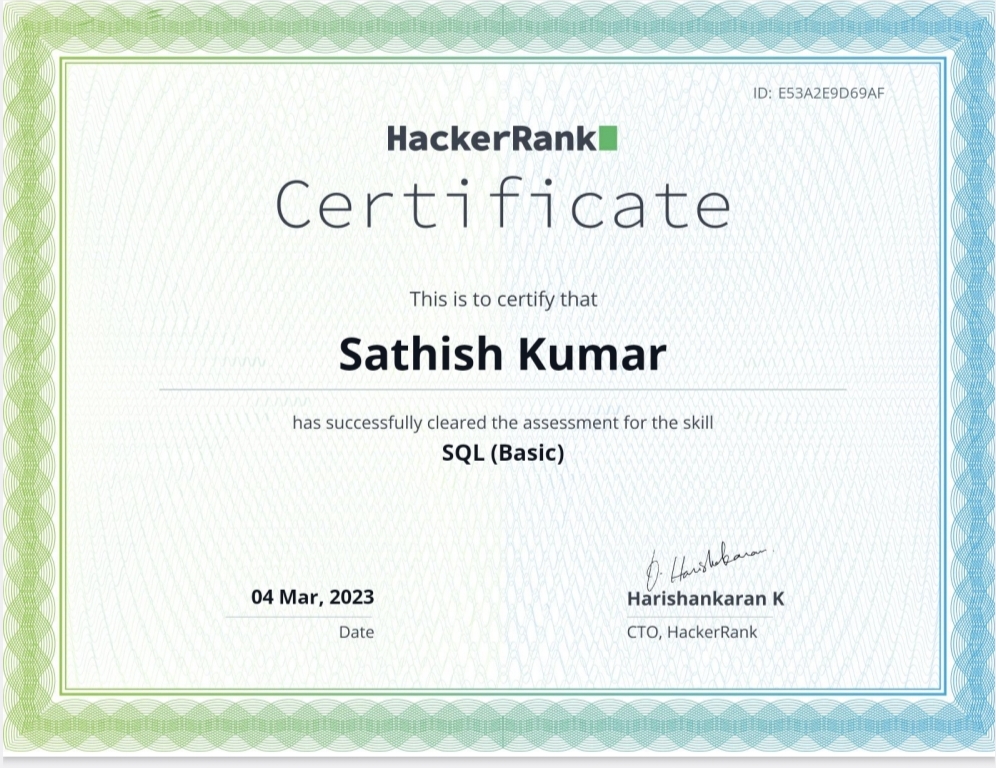 ID: E53A2E9D69AF
HackerRank
Certificate
This is to certify that
Sathish Kumar
has successfully cleared the assessment for the skill
SQL (Basic)
04 Mar, 2023
Date
Harishankaran K
CTO, HackerRank